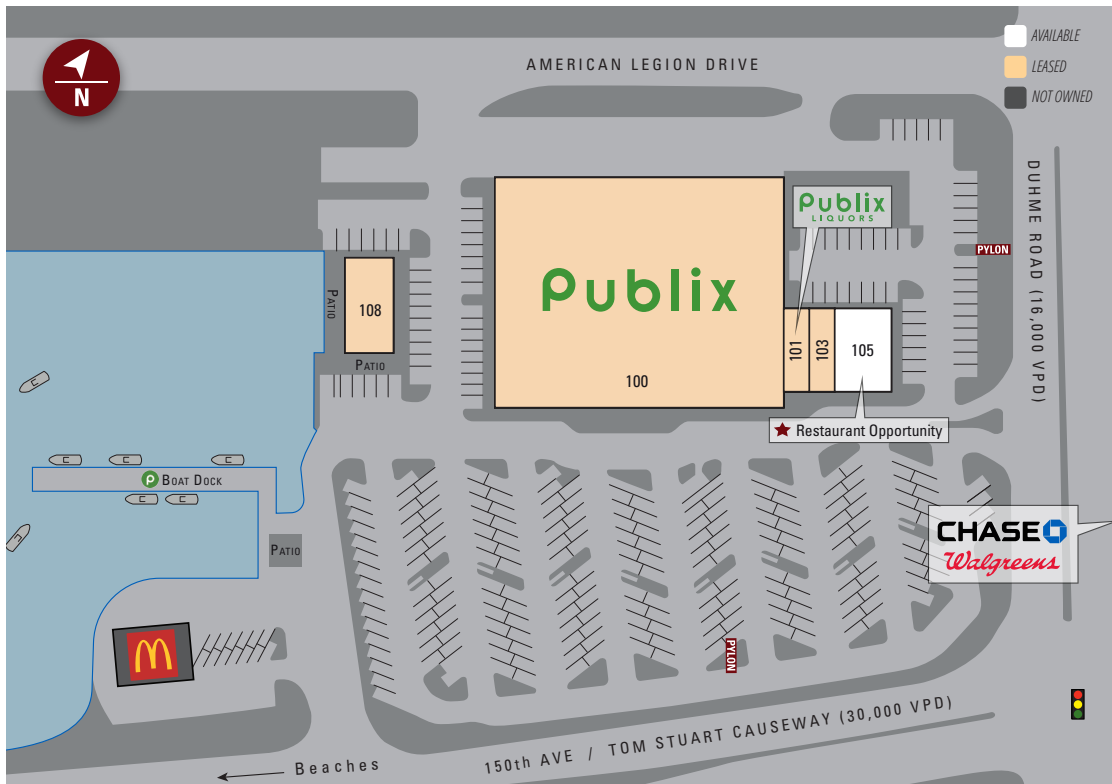 AVAILABLE
LEASED
NOT OWNED
N
AMERICAN LEGION DRIVE
DUHME ROAD (16,000 VPD)
Publix
LIQUORS
PYLON
Publix
100
PATIO
108
PATIO
101
103
105
★ Restaurant Opportunity
P BOAT DOCK
PATIO
CHASE
Walgreens
M
PYLON
150th AVE / TOM STUART CAUSEWAY (30,000 VPD)
Beaches